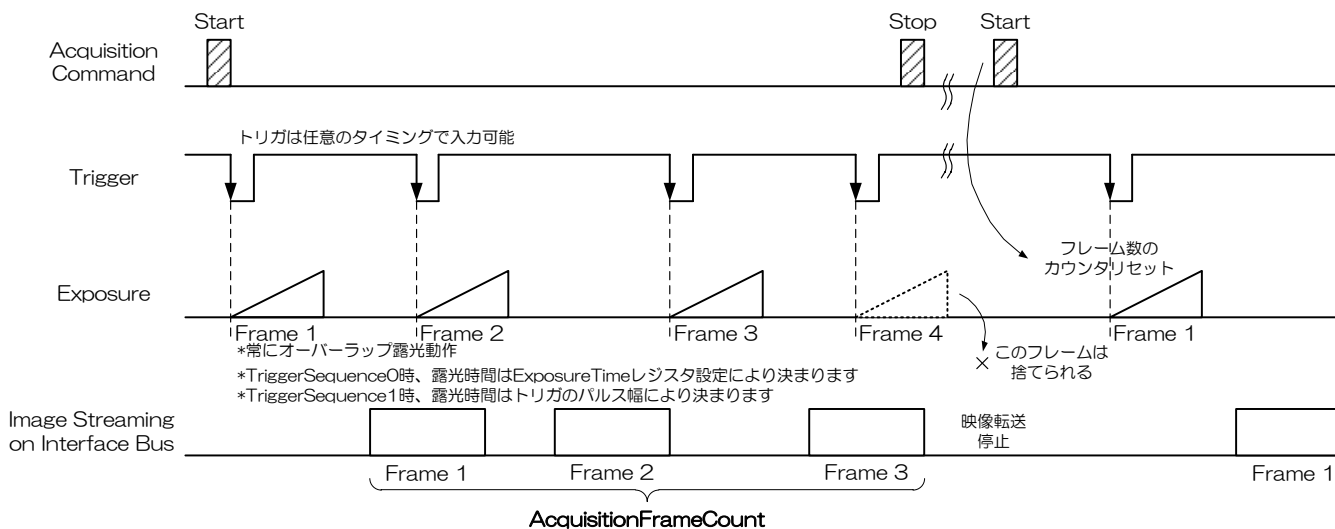 Start
Stop
Start
Acquisition
Command
トリガは任意のタイミングで入力可能
Trigger
フレーム数の
カウンタリセット
Exposure
Frame 1
Frame 2
Frame 3
Frame 4
Frame 1
*常にオーバーラップ露光動作
*TriggerSequence0時、露光時間はExposureTimeレジスタ設定により決まります
*TriggerSequence1時、露光時間はトリガのパルス幅により決まります
× このフレームは
捨てられる
Image Streaming
on Interface Bus
映像転送
停止
Frame 1
Frame 2
Frame 3
Frame 1
AcquisitionFrameCount